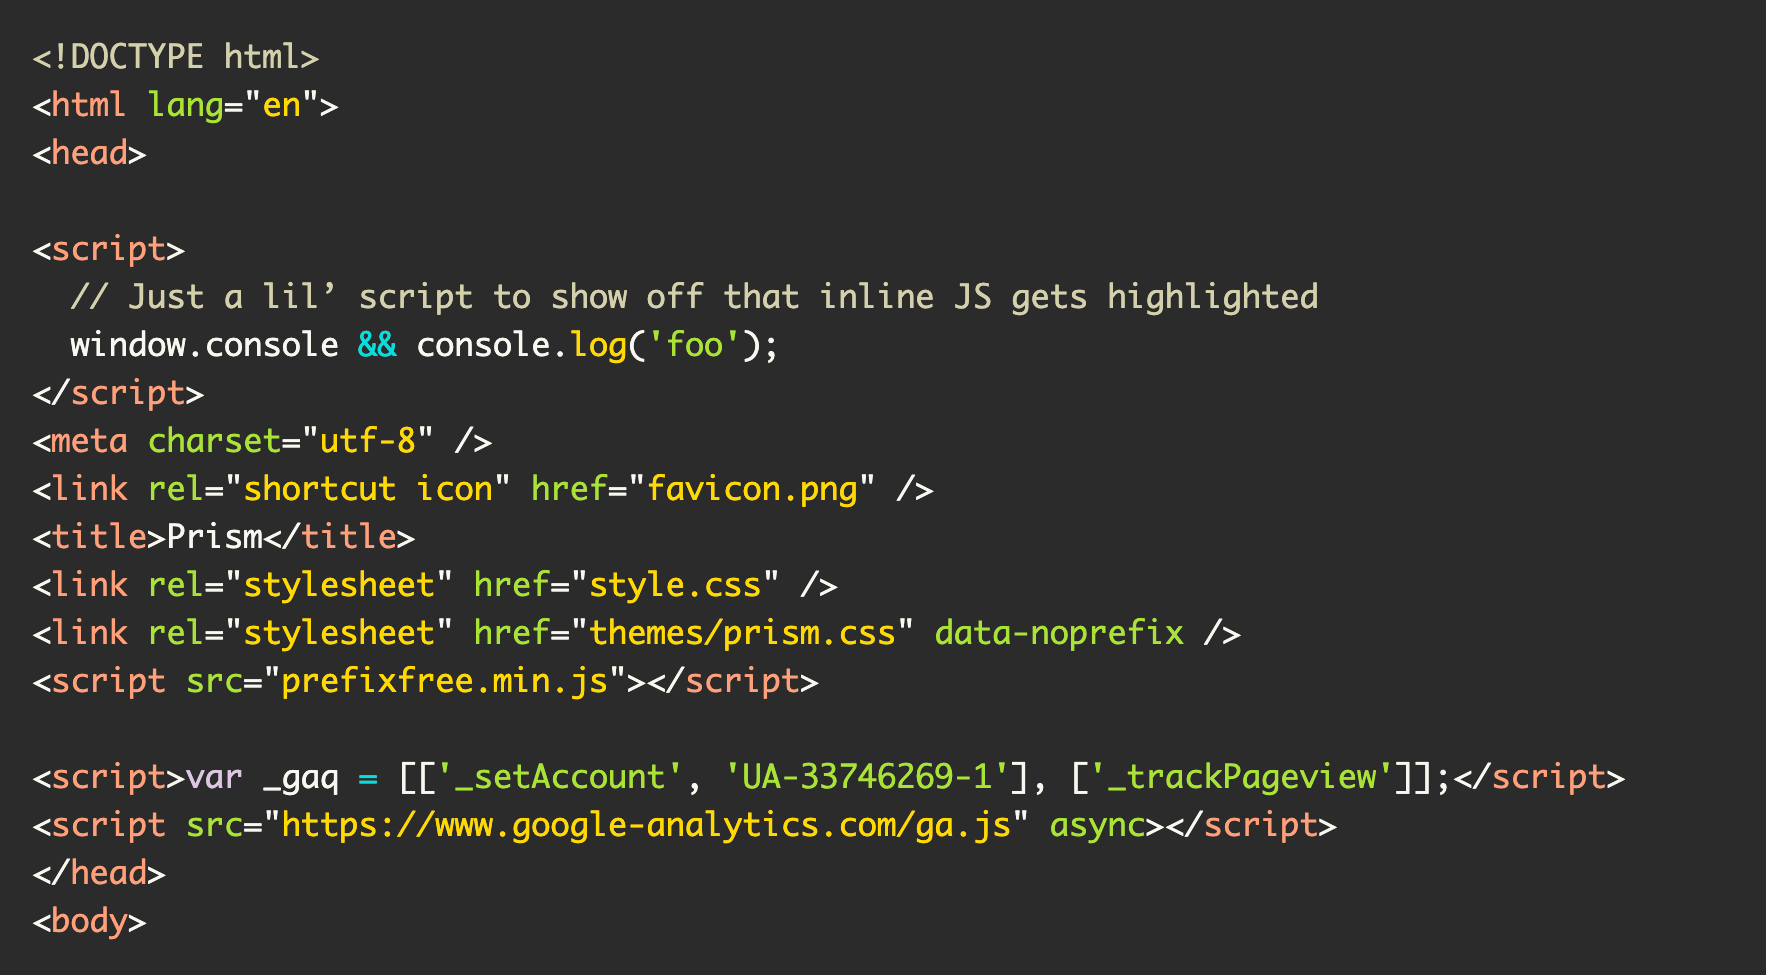 <!DOCTYPE html>
<html lang="en">
<head>

<script>
  // Just a lil’ script to show off that inline JS gets highlighted
  window.console && console.log('foo');
</script>
<meta charset="utf-8" />
<link rel="shortcut icon" href="favicon.png" />
<title>Prism</title>
<link rel="stylesheet" href="style.css" />
<link rel="stylesheet" href="themes/prism.css" data-noprefix />
<script src="prefixfree.min.js"></script>

<script>var _gaq = [['_setAccount', 'UA-33746269-1'], ['_trackPageview']];</script>
<script src="https://www.google-analytics.com/ga.js" async></script>
</head>
<body>